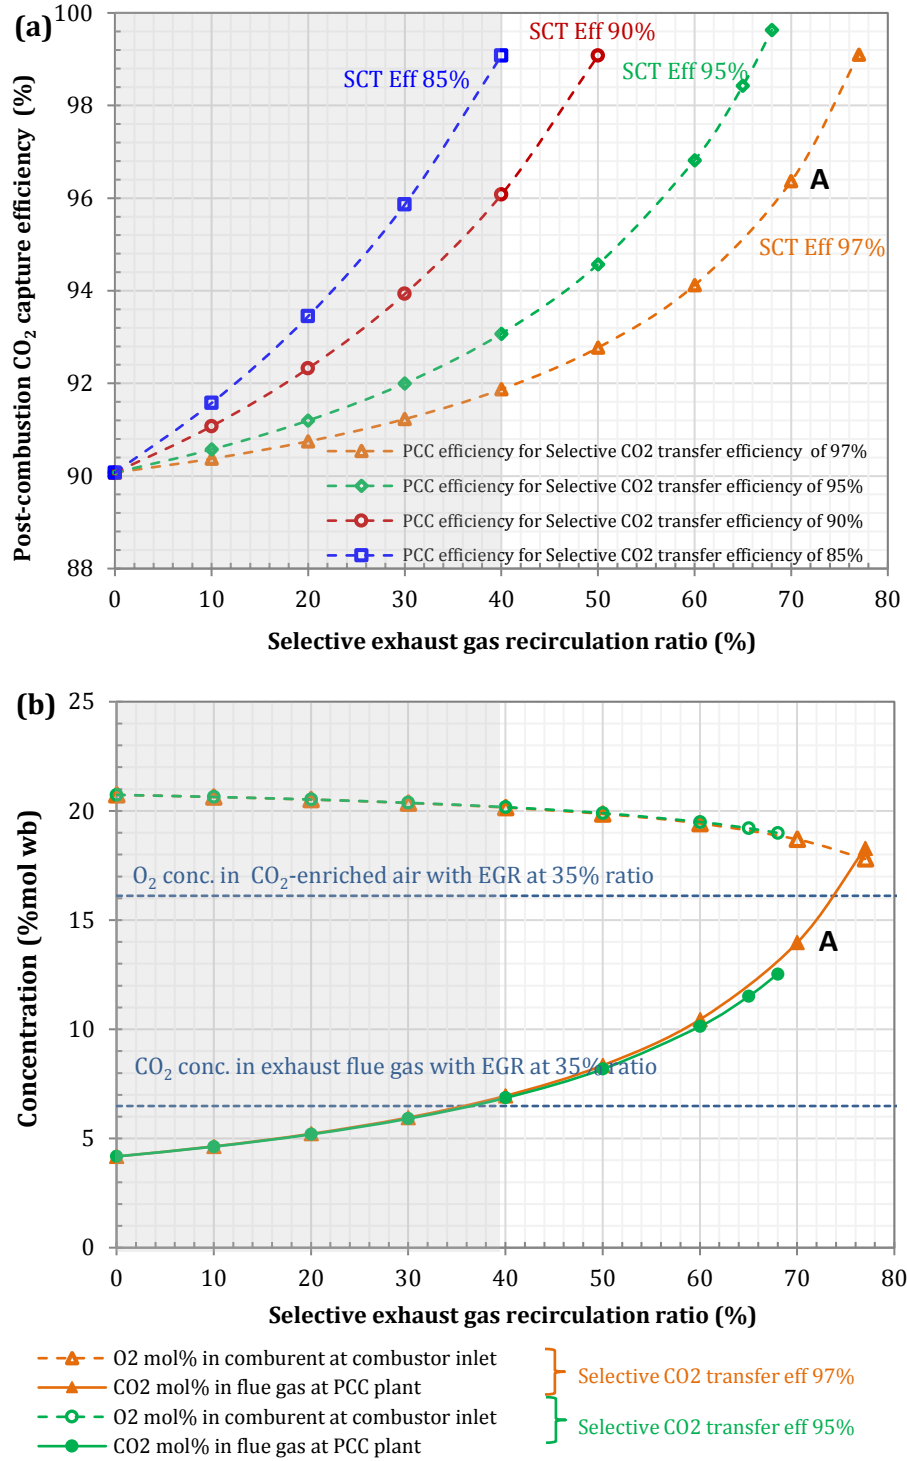 (a)
100
98
96
94
92
90
88
Post-combustion CO₂ capture efficiency (%)
SCT Eff 85%
SCT Eff 90%
SCT Eff 95%
A
SCT Eff 97%
PCC efficiency for Selective CO2 transfer efficiency of 97%
PCC efficiency for Selective CO2 transfer efficiency of 95%
PCC efficiency for Selective CO2 transfer efficiency of 90%
PCC efficiency for Selective CO2 transfer efficiency of 85%
0 10 20 30 40 50 60 70 80
Selective exhaust gas recirculation ratio (%)
(b)
25
20
15
10
5
0
Concentration (%mol wb)
O₂ conc. in CO₂-enriched air with EGR at 35% ratio
A
CO₂ conc. in exhaust flue gas with EGR at 35% ratio
0 10 20 30 40 50 60 70 80
Selective exhaust gas recirculation ratio (%)
O2 mol% in comburent at combustor inlet
CO2 mol% in flue gas at PCC plant
Selective CO2 transfer eff 97%
O2 mol% in comburent at combustor inlet
CO2 mol% in flue gas at PCC plant
Selective CO2 transfer eff 95%